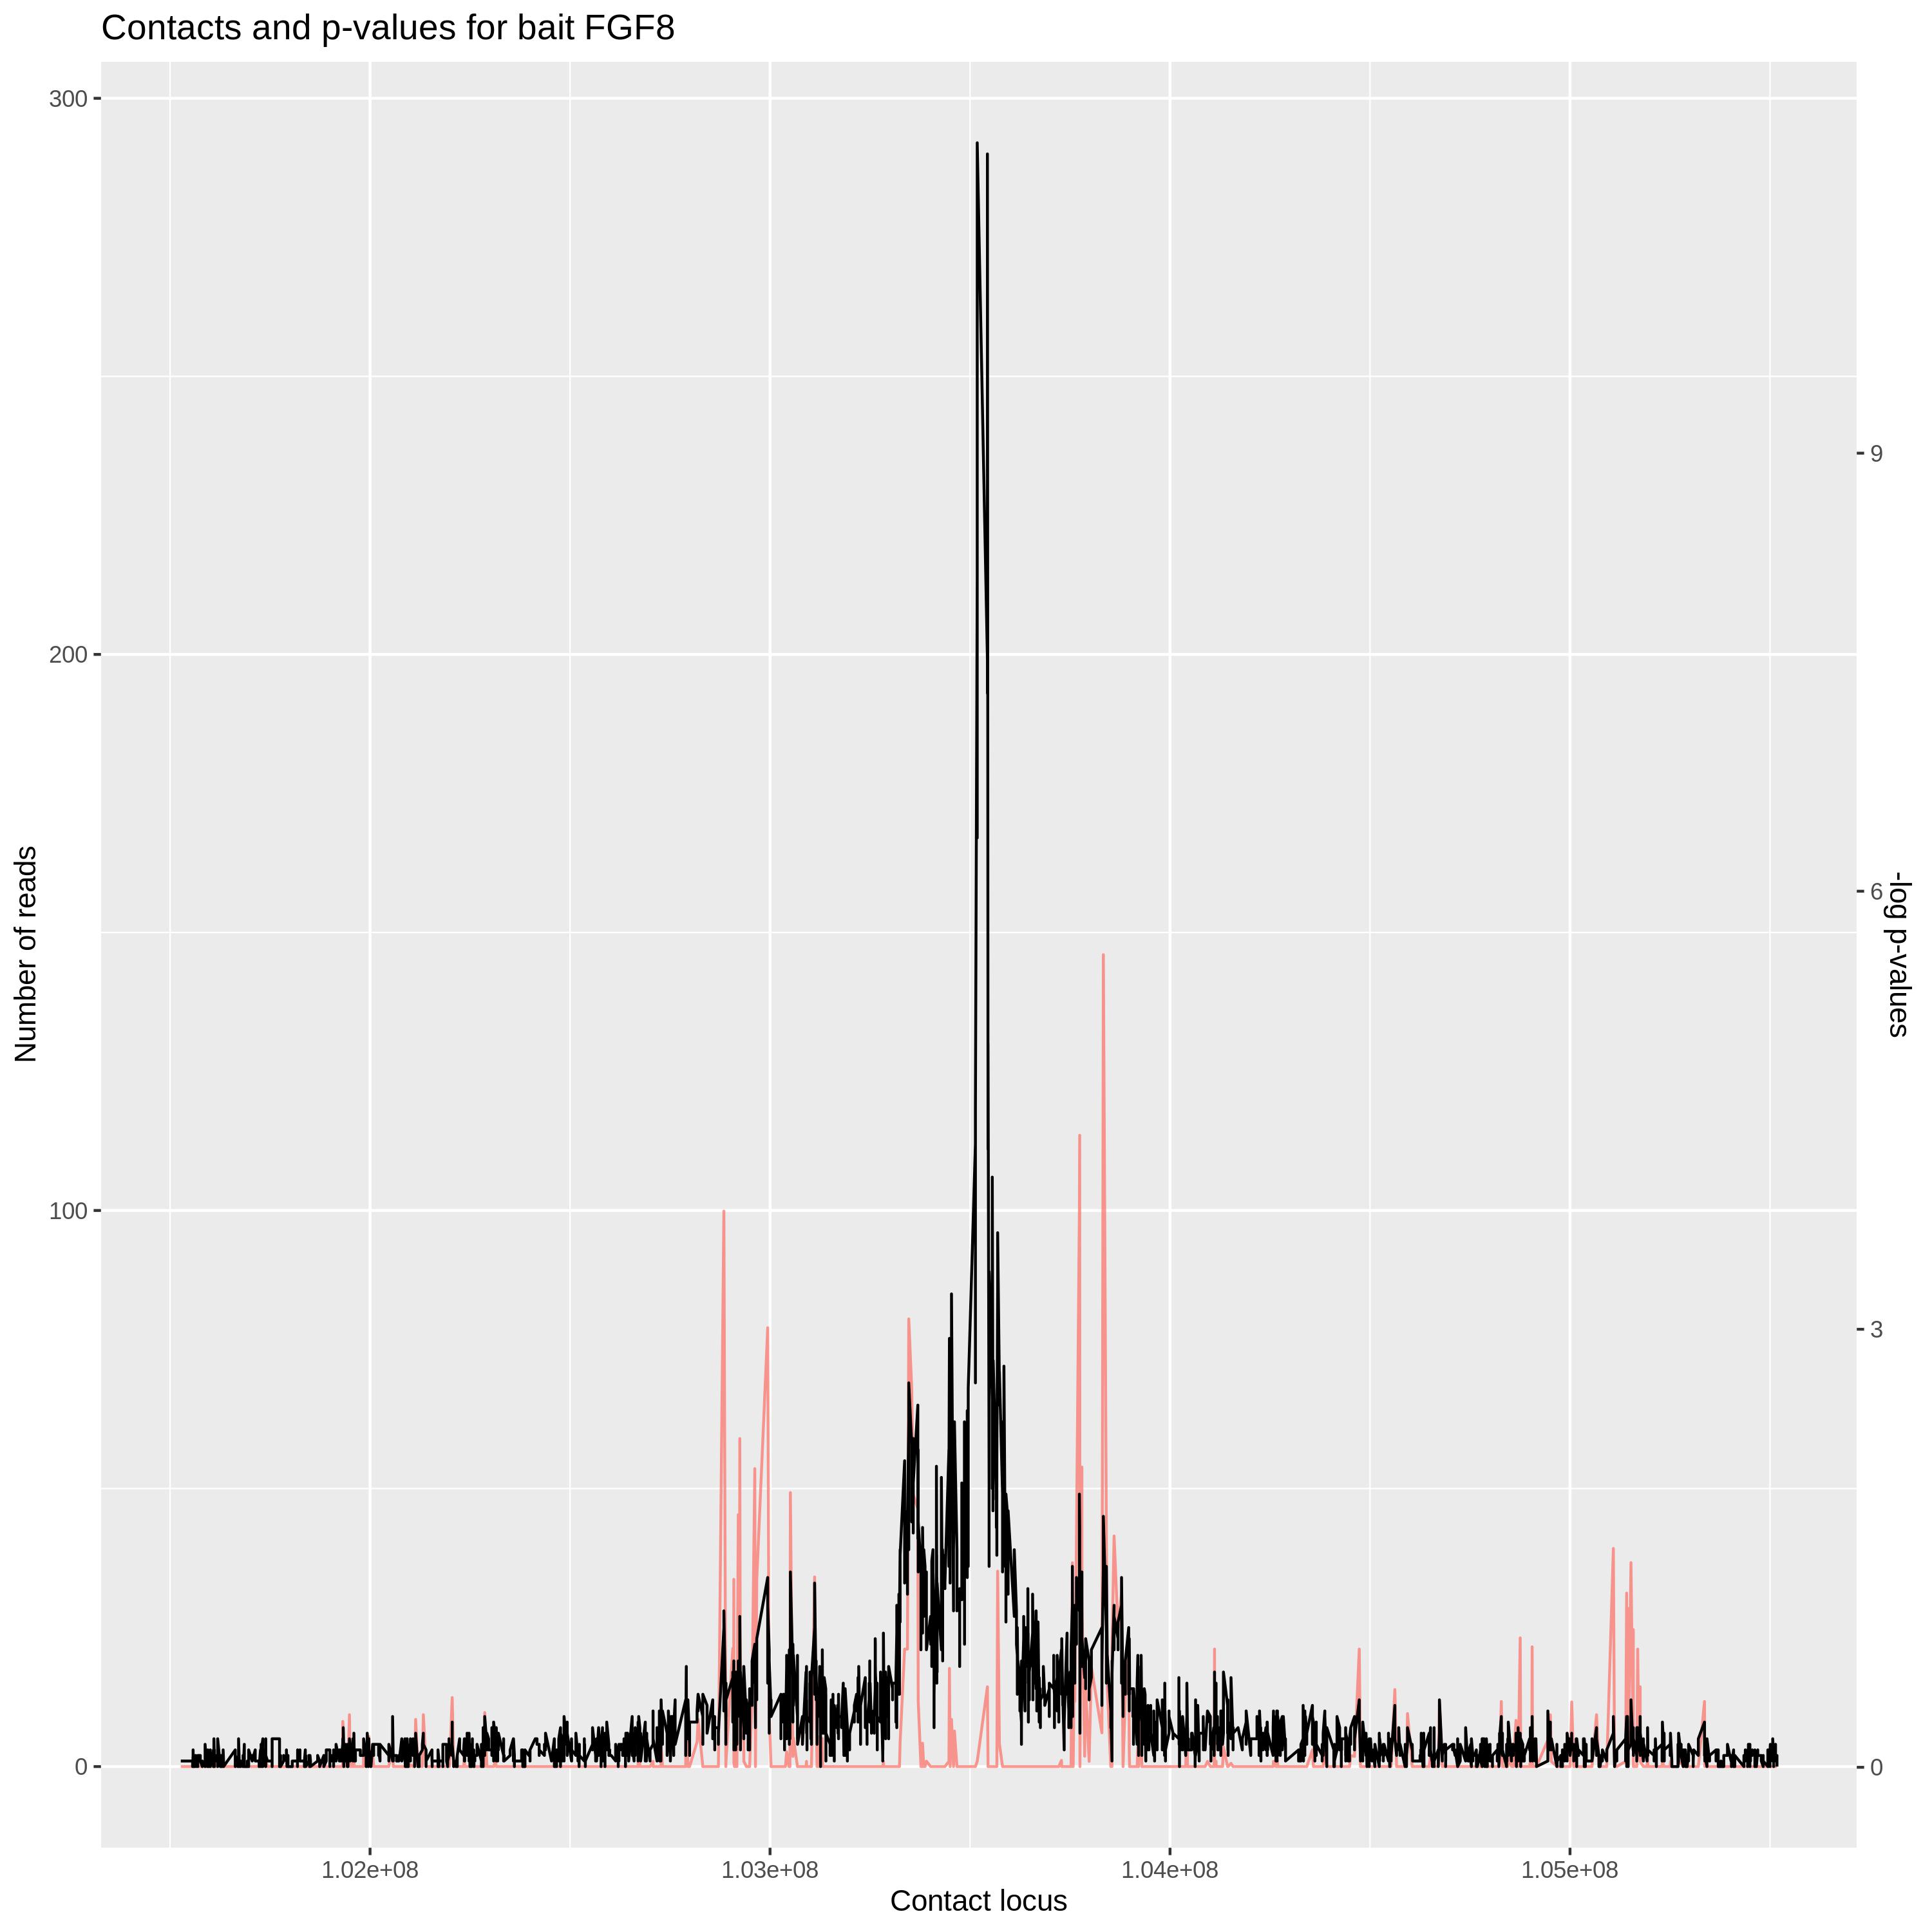 Contacts and p-values for bait FGF8
300
200
100
0
Number of reads
9
6
3
0
-log p-values
1.02e+08
1.03e+08
1.04e+08
1.05e+08
Contact locus